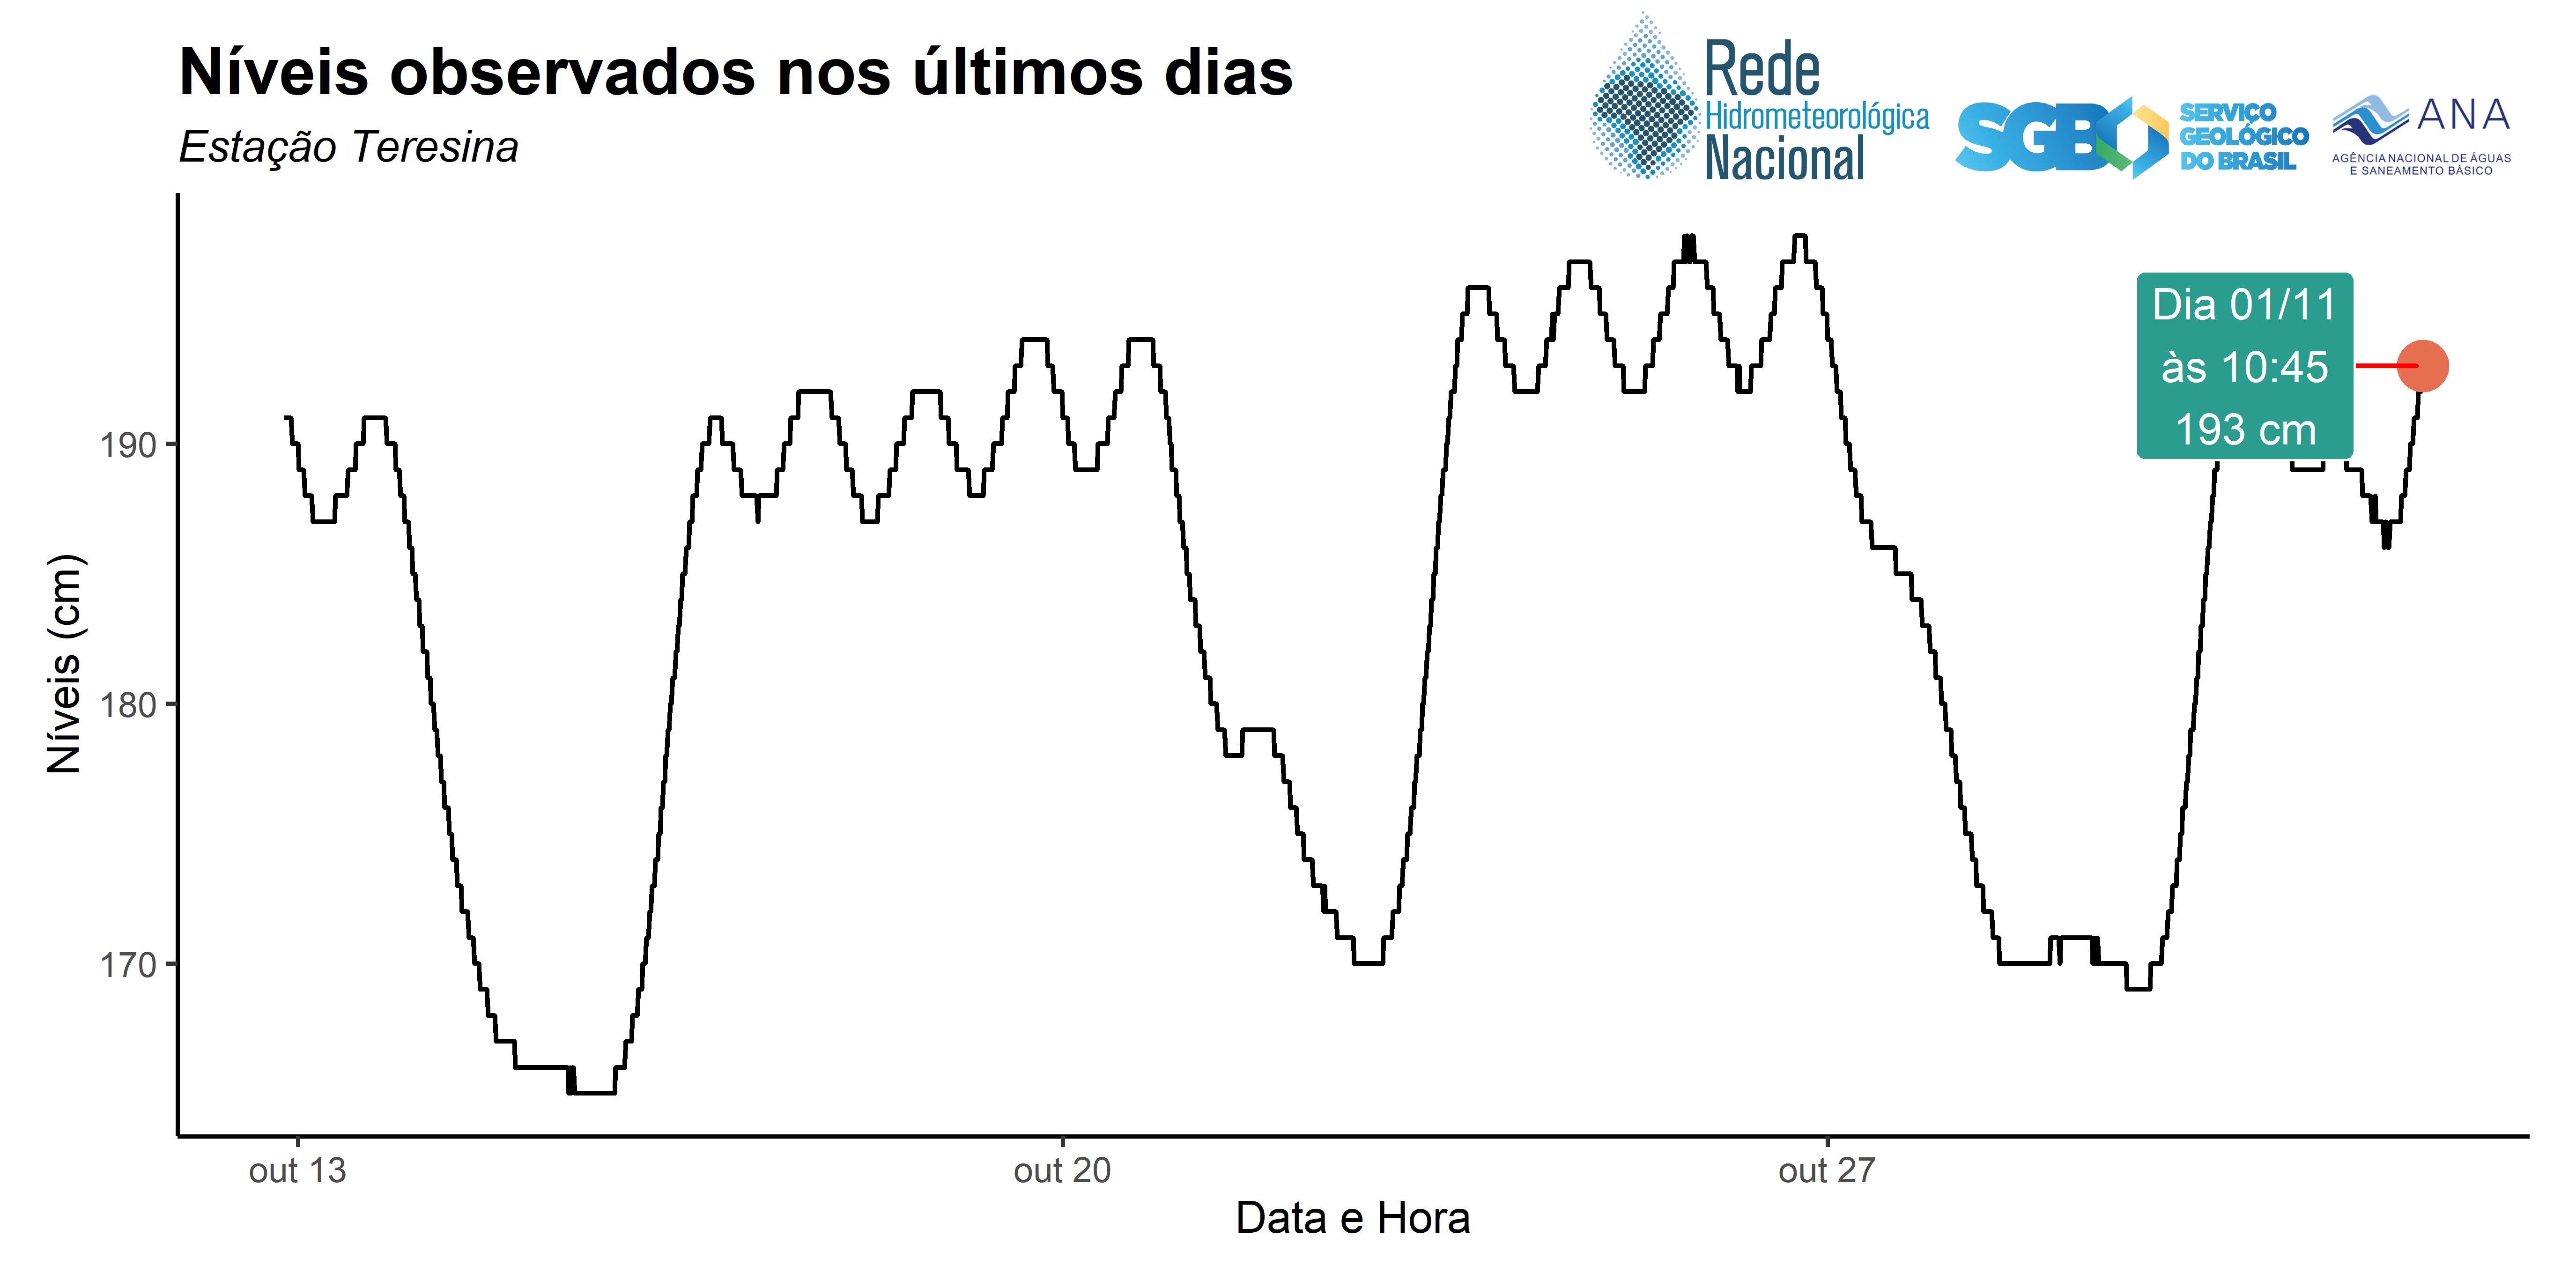 Níveis observados nos últimos dias
Estação Teresina
Rede
Hidrometeorológica
Nacional
SGB
SERVIÇO
GEOLÓGICO
DO BRASIL
ANA
AGÊNCIA NACIONAL DE ÁGUAS
E SANEAMENTO BÁSICO
Dia 01/11
às 10:45
193 cm
Níveis (cm)
190
180
170
out 13
out 20
out 27
Data e Hora